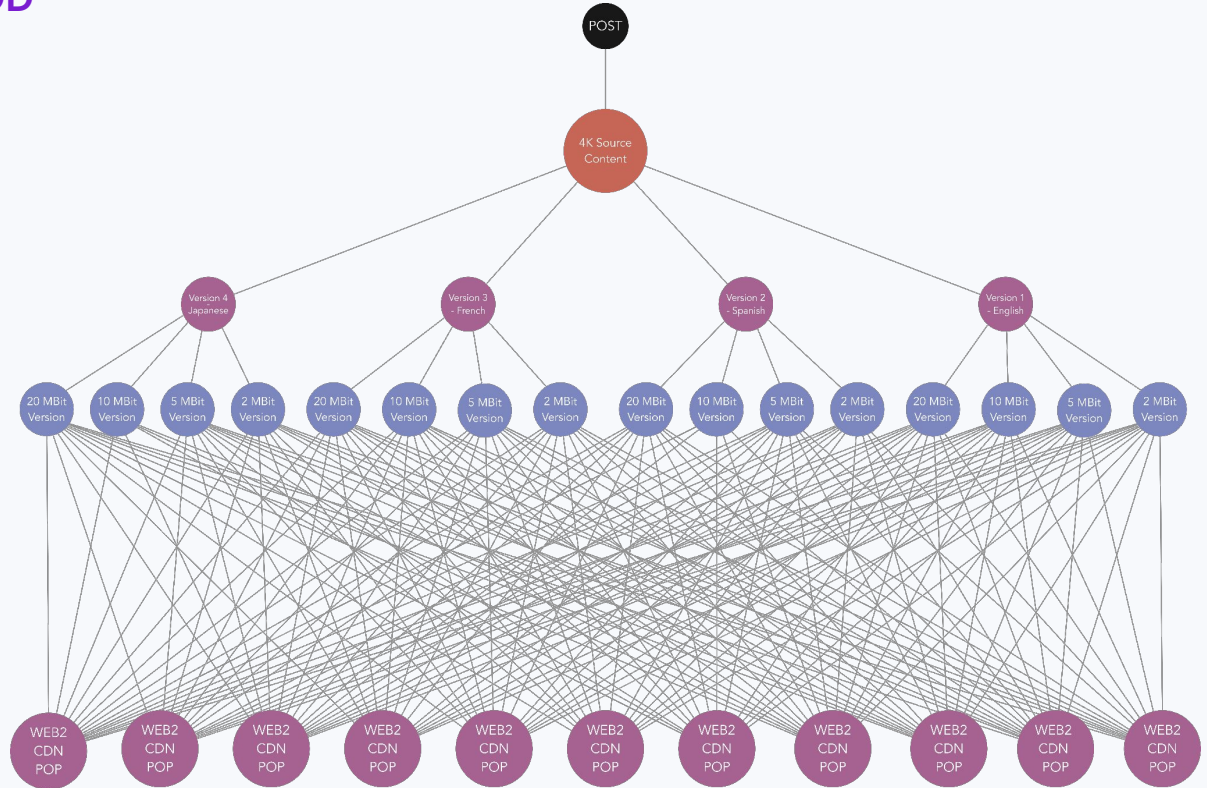 POST
4K Source
Content
Version 4
- Japanese
Version 3
- French
Version 2
- Spanish
Version 1
- English
20 MBit
Version
10 MBit
Version
5 MBit
Version
2 MBit
Version
20 MBit
Version
10 MBit
Version
5 MBit
Version
2 MBit
Version
20 MBit
Version
10 MBit
Version
5 MBit
Version
2 MBit
Version
20 MBit
Version
10 MBit
Version
5 MBit
Version
2 MBit
Version
WEB2
CDN
POP
WEB2
CDN
POP
WEB2
CDN
POP
WEB2
CDN
POP
WEB2
CDN
POP
WEB2
CDN
POP
WEB2
CDN
POP
WEB2
CDN
POP
WEB2
CDN
POP
WEB2
CDN
POP
WEB2
CDN
POP